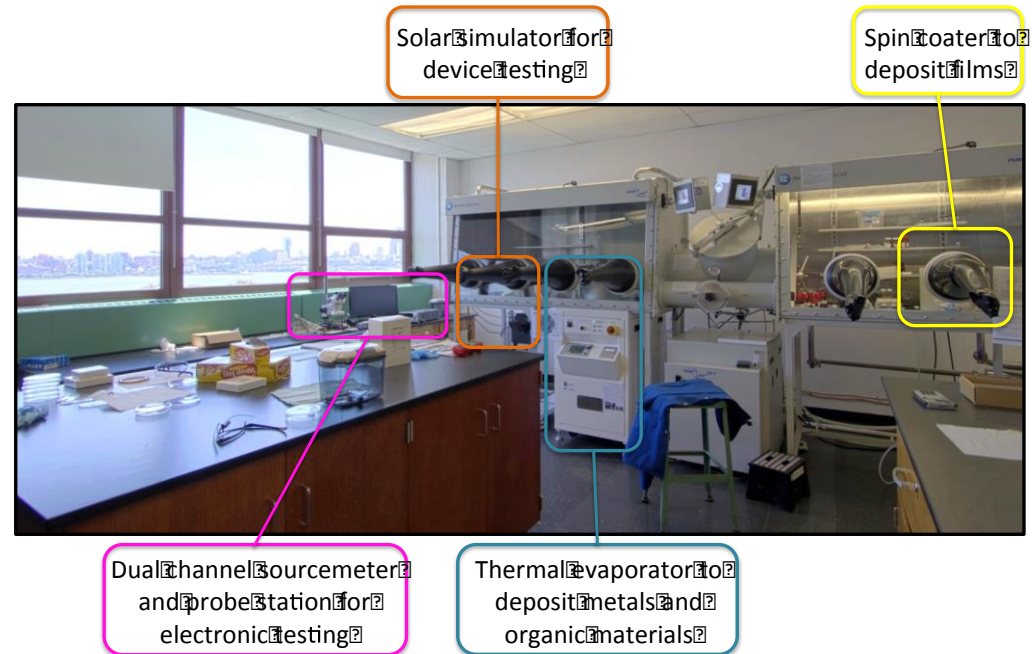 Solar⍰simulator⍰for⍰
device⍰testing⍰
Spin⍰coater⍰to⍰
deposit⍰films⍰
Dual⍰channel⍰sourcemeter⍰
and⍰probe⍰station⍰for⍰
electronic⍰testing⍰
Thermal⍰evaporator⍰to⍰
deposit⍰metals⍰and⍰
organic⍰materials⍰